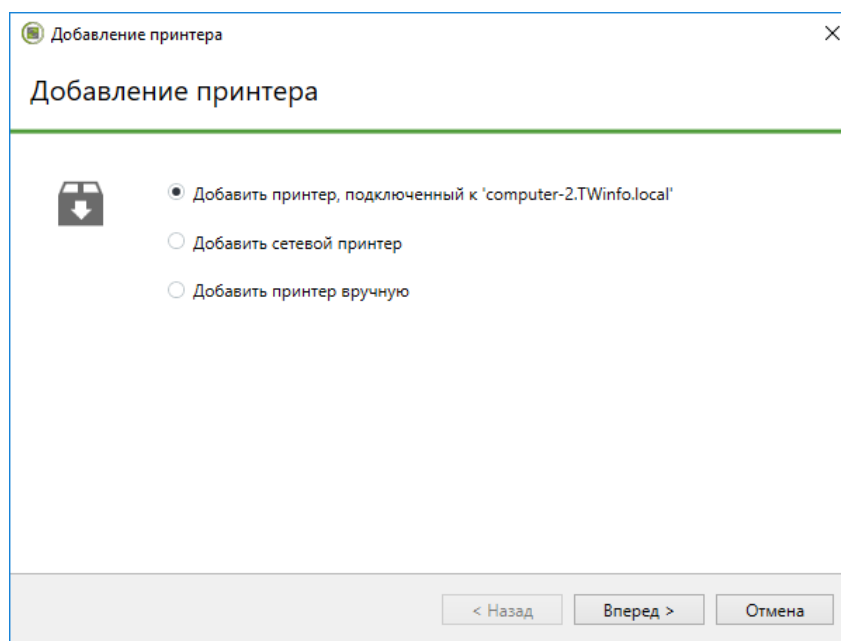 Добавление принтера
Добавление принтера
Добавить принтер, подключенный к 'computer-2.TWinfo.local'
Добавить сетевой принтер
Добавить принтер вручную
< Назад
Вперед >
Отмена